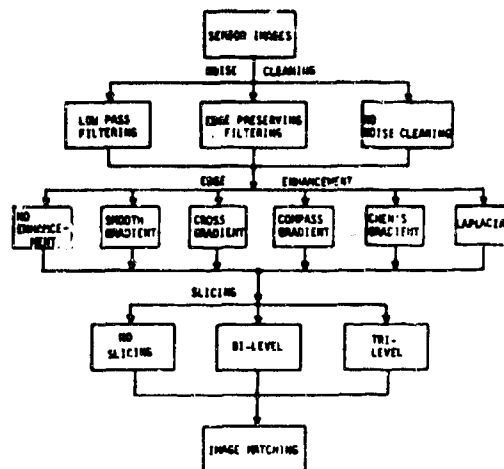 SENSOR IMAGES
NOISE CLEANING
LOW PASS
FILTERING
EDGE PRESERVING
FILTERING
NO
NOISE CLEANING
EDGE ENHANCEMENT
NO
ENHANCE-
MENT
SMOOTH
GRADIENT
CROSS
GRADIENT
COMPASS
GRADIENT
CHEN'S
GRADIENT
LAPLACIAN
SLICING
NO
SLICING
BI-LEVEL
TRI-
LEVEL
IMAGE MATCHING